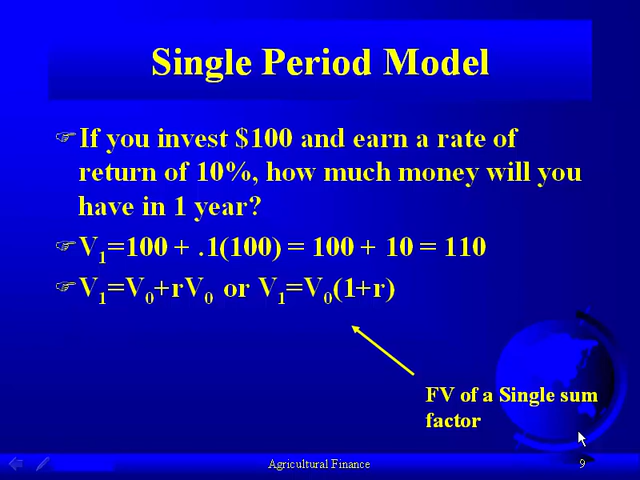 Single Period Model
If you invest $100 and earn a rate of
return of 10%, how much money will you
have in 1 year?
V₁=100 + .1(100) = 100 + 10 = 110
V₁=V₀+rV₀ or V₁=V₀(1+r)
FV of a Single sum
factor
Agricultural Finance
9